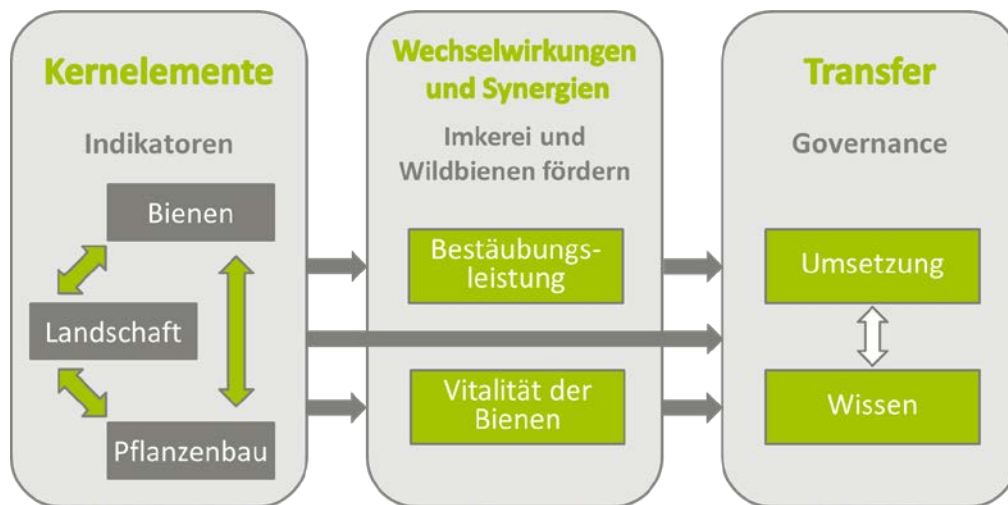 Kernelemente
Indikatoren
Bienen
Landschaft
Pflanzenbau
Wechselwirkungen
und Synergien
Imkerei und
Wildbienen fördern
Bestäubungs-
leistung
Vitalität der
Bienen
Transfer
Governance
Umsetzung
Wissen